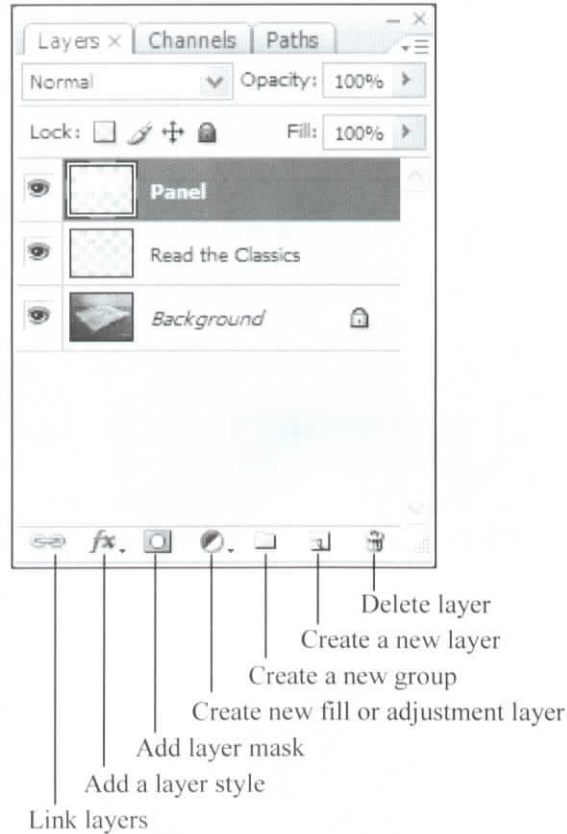 Layers × Channels Paths
Normal Opacity: 100%
Lock: Fill: 100%
Panel
Read the Classics
Background
fx.
Delete layer
Create a new layer
Create a new group
Create new fill or adjustment layer
Add layer mask
Add a layer style
Link layers